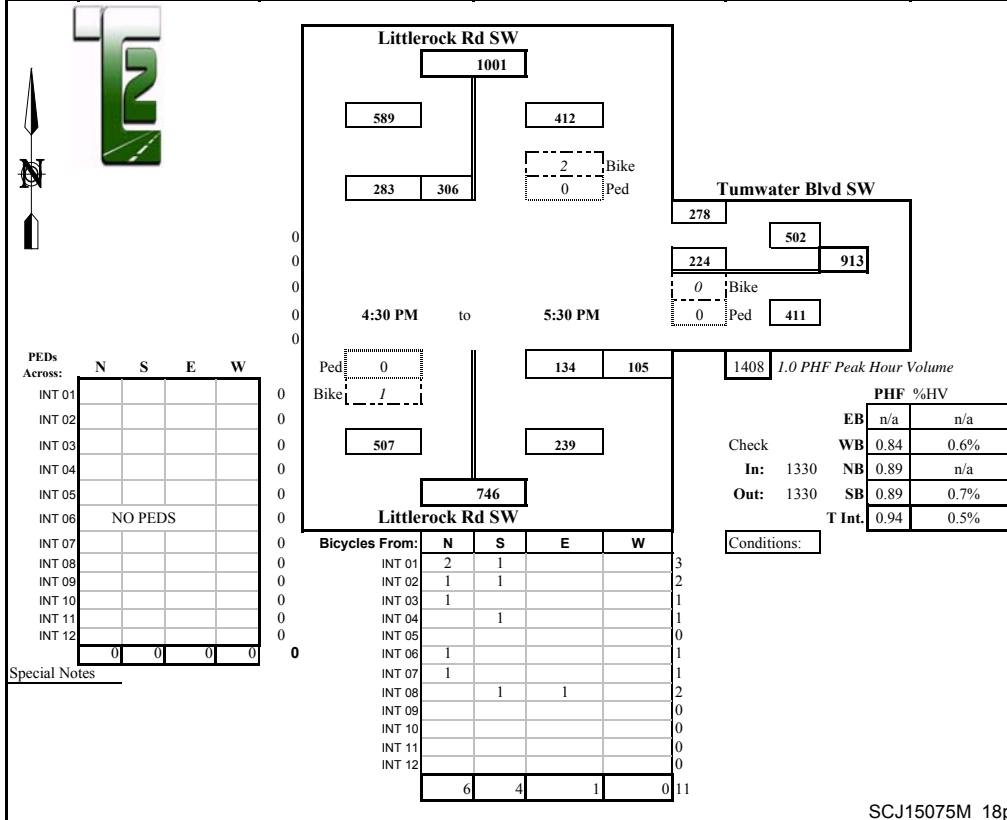 T2
N
Littlerock Rd SW
1001
589 412
2 Bike
283 306 0 Ped
Tumwater Blvd SW
278
0 502
0 224 913
0 0 Bike
0 4:30 PM to 5:30 PM 0 Ped 411
0
Ped 0 134 105 1408 1.0 PHF Peak Hour Volume
Bike 1
507 239
746
Littlerock Rd SW
PHF %HV
EB n/a n/a
Check WB 0.84 0.6%
In: 1330 NB 0.89 n/a
Out: 1330 SB 0.89 0.7%
T Int. 0.94 0.5%
Conditions:
PEDs Across: N S E W
INT 01 0
INT 02 0
INT 03 0
INT 04 0
INT 05 0
INT 06 NO PEDS 0
INT 07 0
INT 08 0
INT 09 0
INT 10 0
INT 11 0
INT 12 0
0 0 0 0 0
Special Notes
Bicycles From: N S E W
INT 01 2 1 3
INT 02 1 1 2
INT 03 1 1
INT 04 1 1
INT 05 0
INT 06 1 1
INT 07 1 1
INT 08 1 1 2
INT 09 0
INT 10 0
INT 11 0
INT 12 0
6 4 1 0 11
SCJ15075M_18p